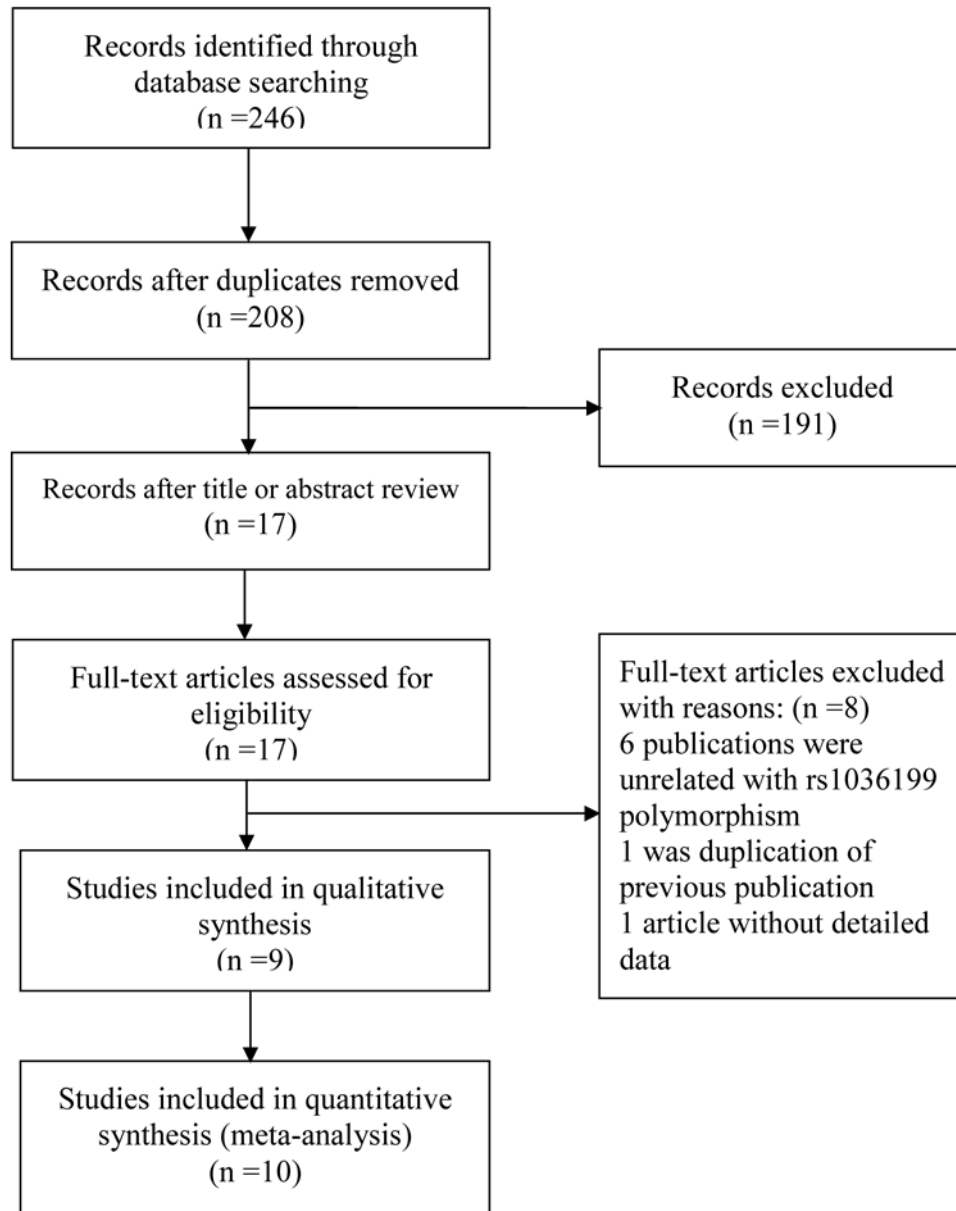 Records identified through
database searching
(n =246)
Records after duplicates removed
(n =208)
Records excluded
(n =191)
Records after title or abstract review
(n =17)
Full-text articles assessed for
eligibility
(n =17)
Full-text articles excluded
with reasons: (n =8)
6 publications were
unrelated with rs1036199
polymorphism
1 was duplication of
previous publication
1 article without detailed
data
Studies included in qualitative
synthesis
(n =9)
Studies included in quantitative
synthesis (meta-analysis)
(n =10)